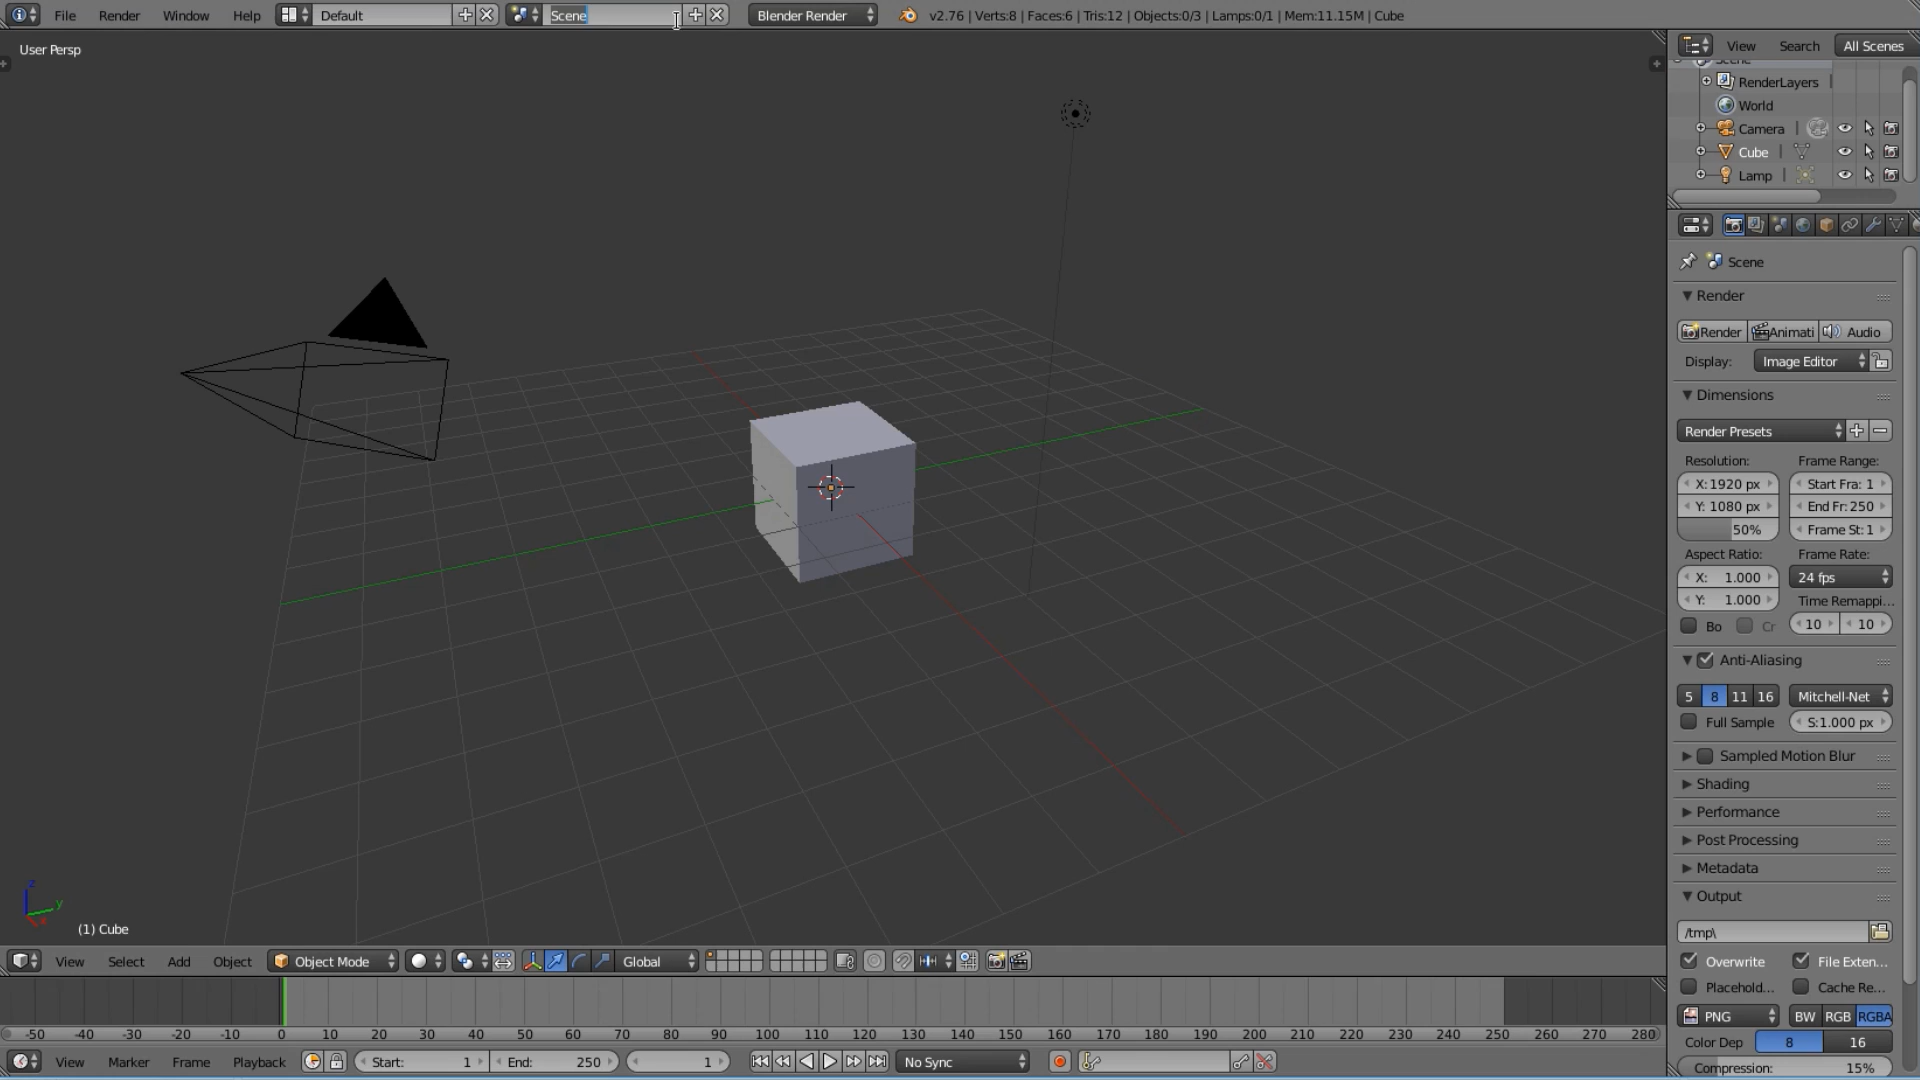 File Render Window Help Default Scene Blender Render v2.76 | Verts:8 | Faces:6 | Tris:12 | Objects:0/3 | Lamps:0/1 | Mem:11.15M | Cube
User Persp
View Search All Scenes
Scene
RenderLayers
World
Camera
Cube
Lamp
Scene
Render
Render Animati Audio
Display: Image Editor
Dimensions
Render Presets
Resolution: Frame Range:
X: 1920 px Start Fra: 1
Y: 1080 px End Fr: 250
50% Frame St: 1
Aspect Ratio: Frame Rate:
X: 1.000 24 fps
Y: 1.000 Time Remappi...
Bo Cr 10 10
Anti-Aliasing
5 8 11 16 Mitchell-Net
Full Sample S:1.000 px
Sampled Motion Blur
Shading
Performance
Post Processing
Metadata
Output
/tmp\
Overwrite File Exten...
Placehold... Cache Re...
PNG BW RGB RGBA
Color Dep 8 16
Compression: 15%
z
y
(1) Cube
View Select Add Object Object Mode Global
-50 -40 -30 -20 -10 0 10 20 30 40 50 60 70 80 90 100 110 120 130 140 150 160 170 180 190 200 210 220 230 240 250 260 270 280
View Marker Frame Playback Start: 1 End: 250 1 No Sync